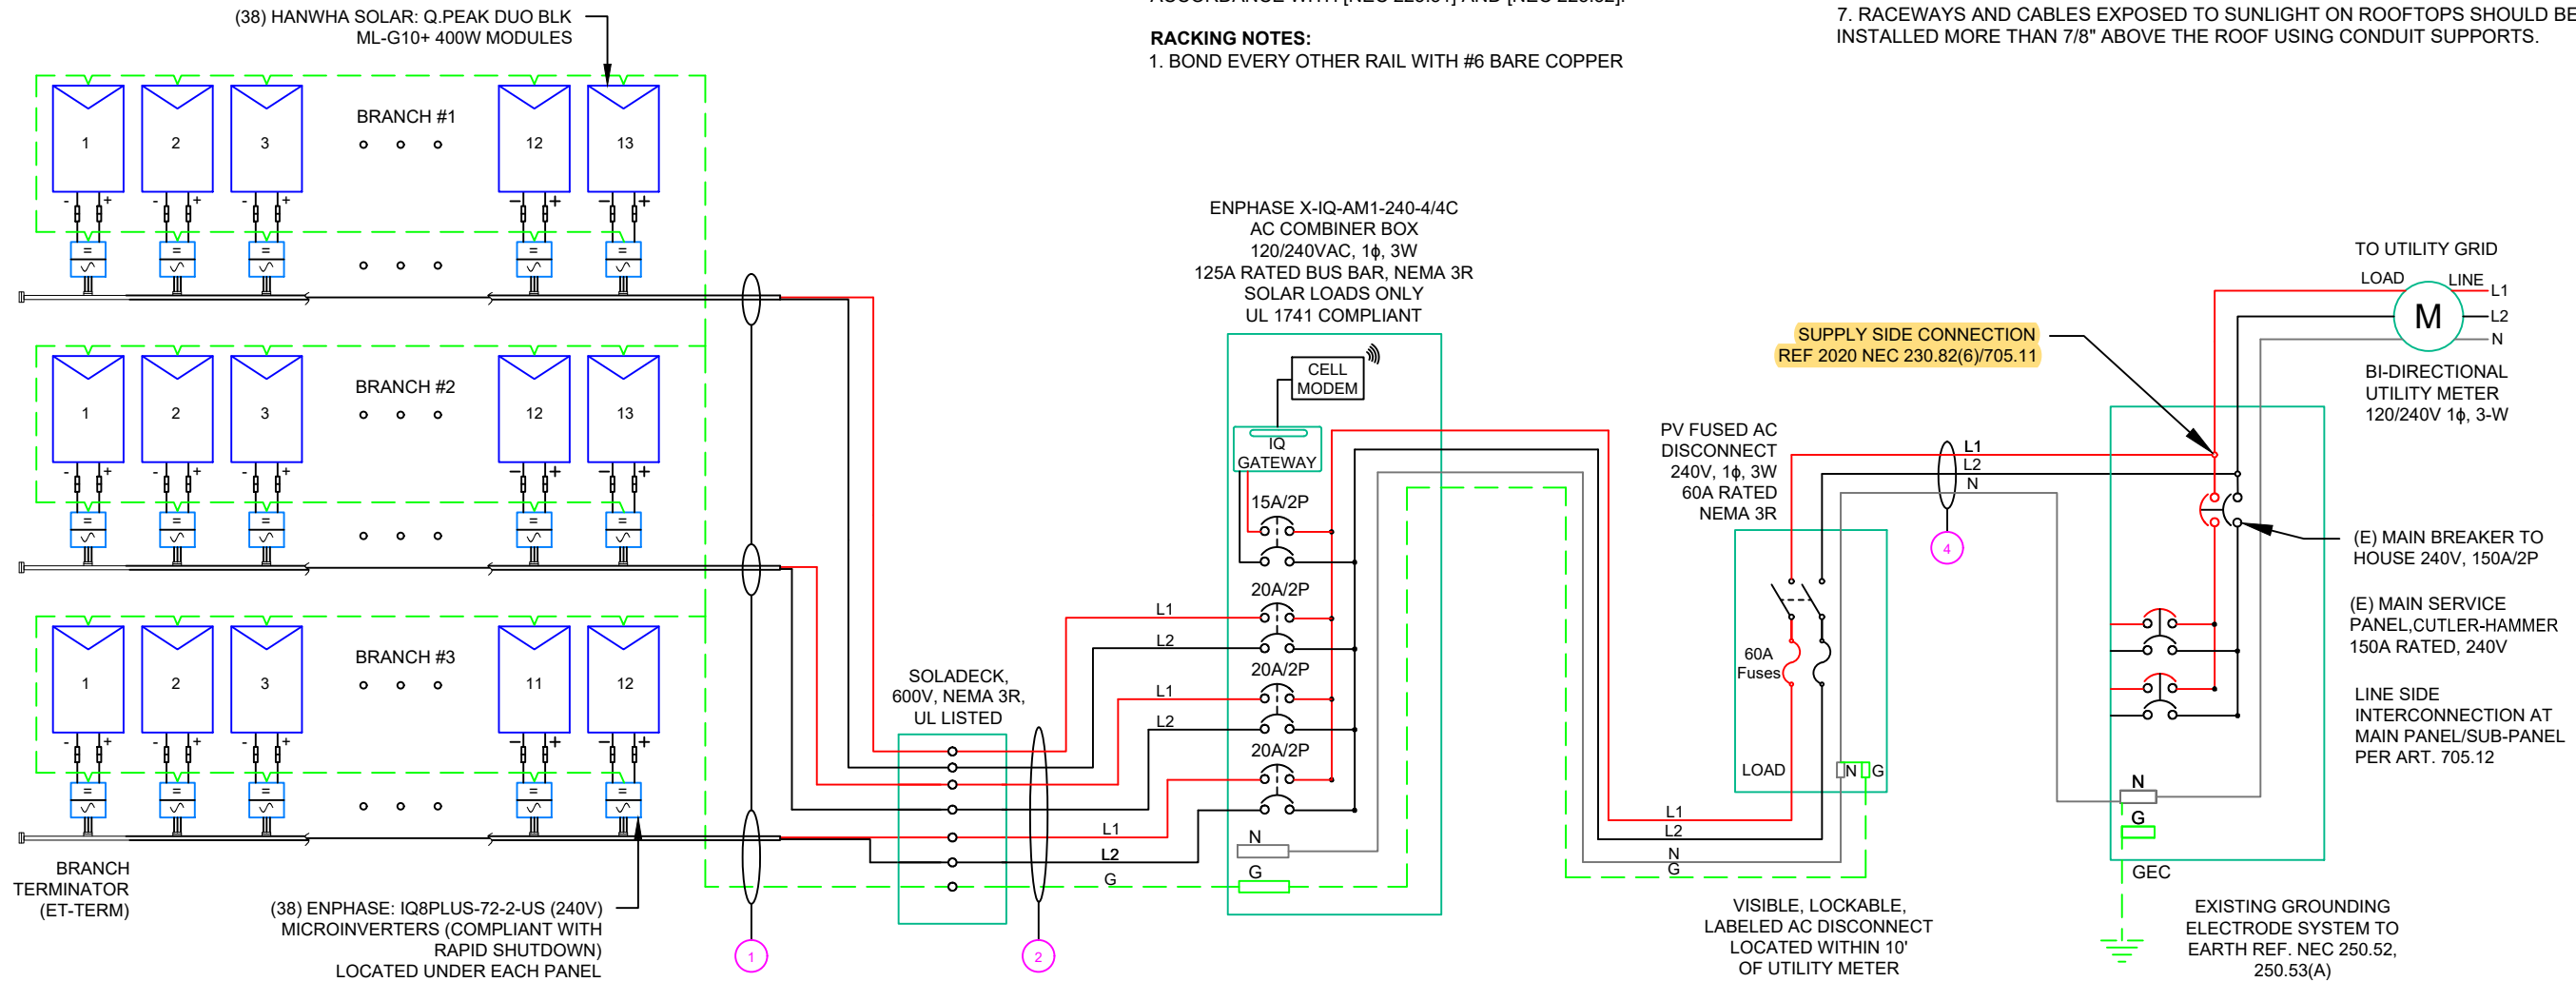 (38) HANWHA SOLAR: Q.PEAK DUO BLK
ML-G10+ 400W MODULES
RACKING NOTES:
1. BOND EVERY OTHER RAIL WITH #6 BARE COPPER
7. RACEWAYS AND CABLES EXPOSED TO SUNLIGHT ON ROOFTOPS SHOULD BE
INSTALLED MORE THAN 7/8" ABOVE THE ROOF USING CONDUIT SUPPORTS.
BRANCH #1
1
2
3
12
13
- + - + - + - + - +
BRANCH #2
1
2
3
12
13
- + - + - + - + - +
BRANCH #3
1
2
3
11
12
- + - + - + - + - +
BRANCH
TERMINATOR
(ET-TERM)
(38) ENPHASE: IQ8PLUS-72-2-US (240V)
MICROINVERTERS (COMPLIANT WITH
RAPID SHUTDOWN)
LOCATED UNDER EACH PANEL
1
SOLADECK,
600V, NEMA 3R,
UL LISTED
2
L1
L2
L1
L2
L1
L2
G
ENPHASE X-IQ-AM1-240-4/4C
AC COMBINER BOX
120/240VAC, 1ϕ, 3W
125A RATED BUS BAR, NEMA 3R
SOLAR LOADS ONLY
UL 1741 COMPLIANT
CELL
MODEM
IQ
GATEWAY
15A/2P
20A/2P
20A/2P
20A/2P
N
G
L1
L2
N
G
PV FUSED AC
DISCONNECT
240V, 1ϕ, 3W
60A RATED
NEMA 3R
60A
Fuses
LOAD
N G
VISIBLE, LOCKABLE,
LABELED AC DISCONNECT
LOCATED WITHIN 10'
OF UTILITY METER
L1
L2
N
4
SUPPLY SIDE CONNECTION
REF 2020 NEC 230.82(6)/705.11
TO UTILITY GRID
LOAD
LINE
L1
L2
N
M
BI-DIRECTIONAL
UTILITY METER
120/240V 1ϕ, 3-W
(E) MAIN BREAKER TO
HOUSE 240V, 150A/2P
(E) MAIN SERVICE
PANEL,CUTLER-HAMMER
150A RATED, 240V
LINE SIDE
INTERCONNECTION AT
MAIN PANEL/SUB-PANEL
PER ART. 705.12
N
G
GEC
EXISTING GROUNDING
ELECTRODE SYSTEM TO
EARTH REF. NEC 250.52,
250.53(A)